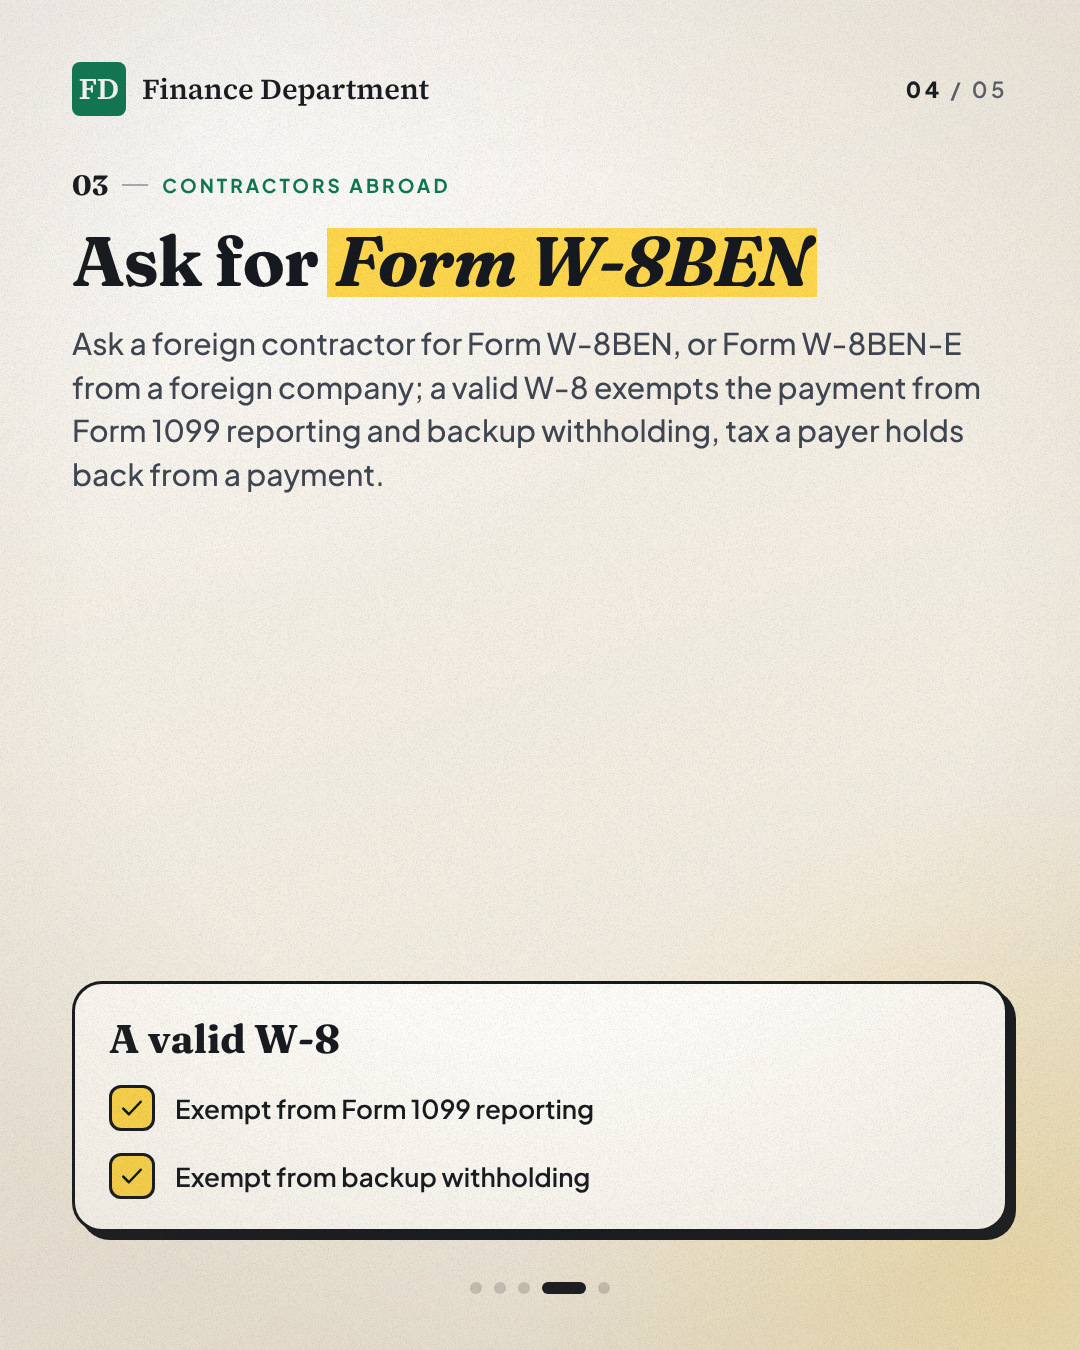 FD Finance Department
04 / 05
03 — CONTRACTORS ABROAD
Ask for Form W-8BEN
Ask a foreign contractor for Form W-8BEN, or Form W-8BEN-E
from a foreign company; a valid W-8 exempts the payment from
Form 1099 reporting and backup withholding, tax a payer holds
back from a payment.
A valid W-8
Exempt from Form 1099 reporting
Exempt from backup withholding